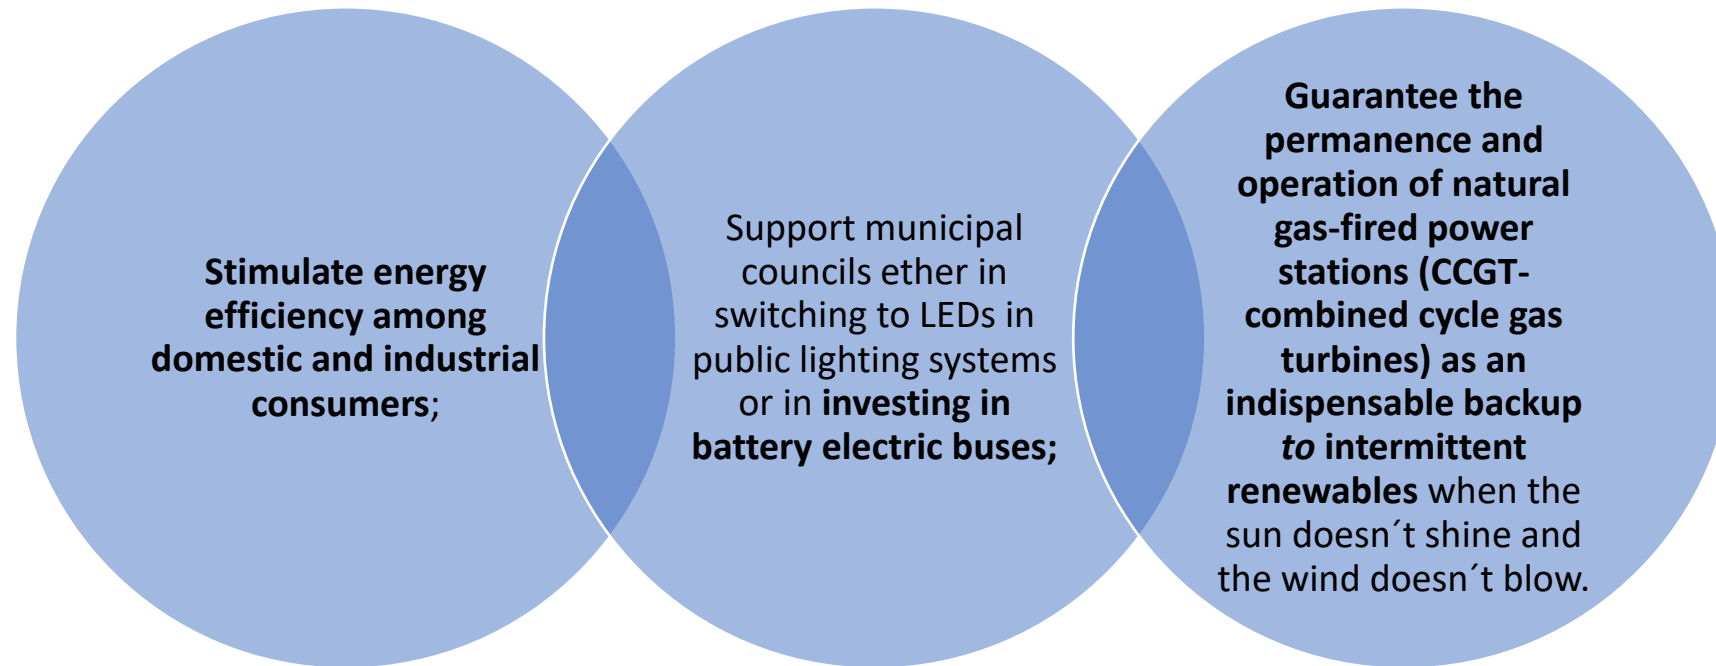 Stimulate energy
efficiency among
domestic and industrial
consumers;
Support municipal
councils ether in
switching to LEDs in
public lighting systems
or in investing in
battery electric buses;
Guarantee the
permanence and
operation of natural
gas-fired power
stations (CCGT-
combined cycle gas
turbines) as an
indispensable backup
to intermittent
renewables when the
sun doesn´t shine and
the wind doesn´t blow.